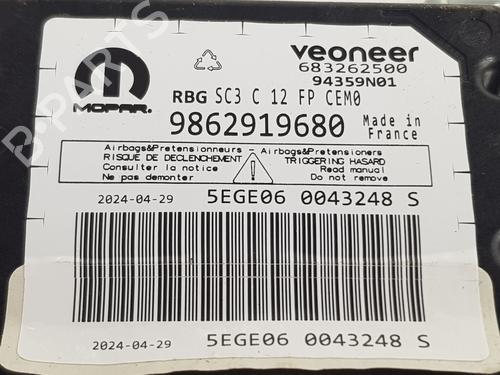 veoneer
683262500
94359N01
MOPAR.
RBG SC3 C 12 FP CEM0
9862919680
Made in
France
Airbags&Pretensionneurs - Airbags&Pretensioners
RISQUE DE DECLENCHEMENT
Consulter la notice
Ne pas demonter
!
TRIGGERING HASARD
Read manual
Do not remove
2024-04-29 5EGE06 0043248 S
2024-04-29 5EGE06 0043248 S